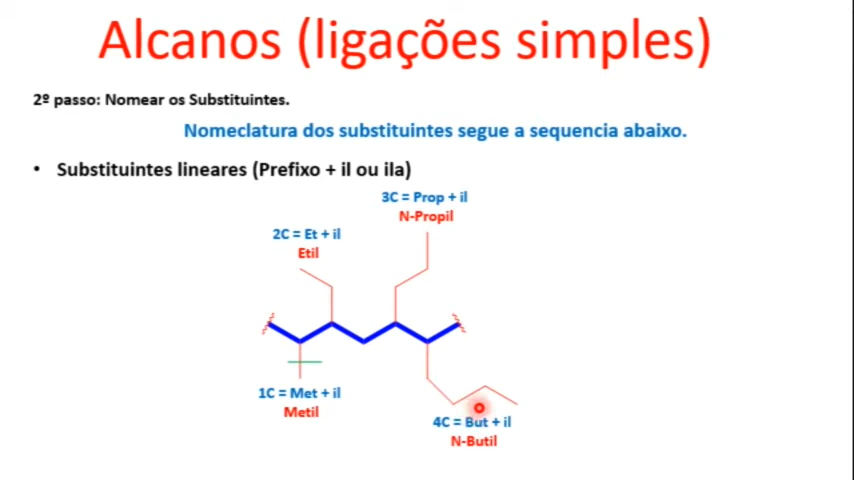 Alcanos (ligações simples)
2º passo: Nomear os Substituintes.
Nomeclatura dos substituintes segue a sequencia abaixo.
• Substituintes lineares (Prefixo + il ou ila)
3C = Prop + il
N-Propil
2C = Et + il
Etil
1C = Met + il
Metil
4C = But + il
N-Butil